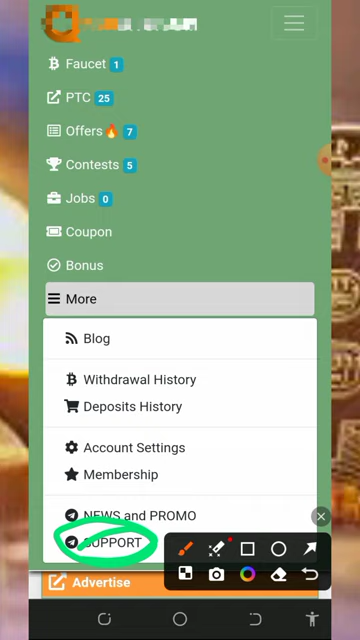 Faucet 1
PTC 25
Offers🔥 7
Contests 5
Jobs 0
Coupon
Bonus
More
Blog
Withdrawal History
Deposits History
Account Settings
Membership
NEWS and PROMO
SUPPORT
Advertise